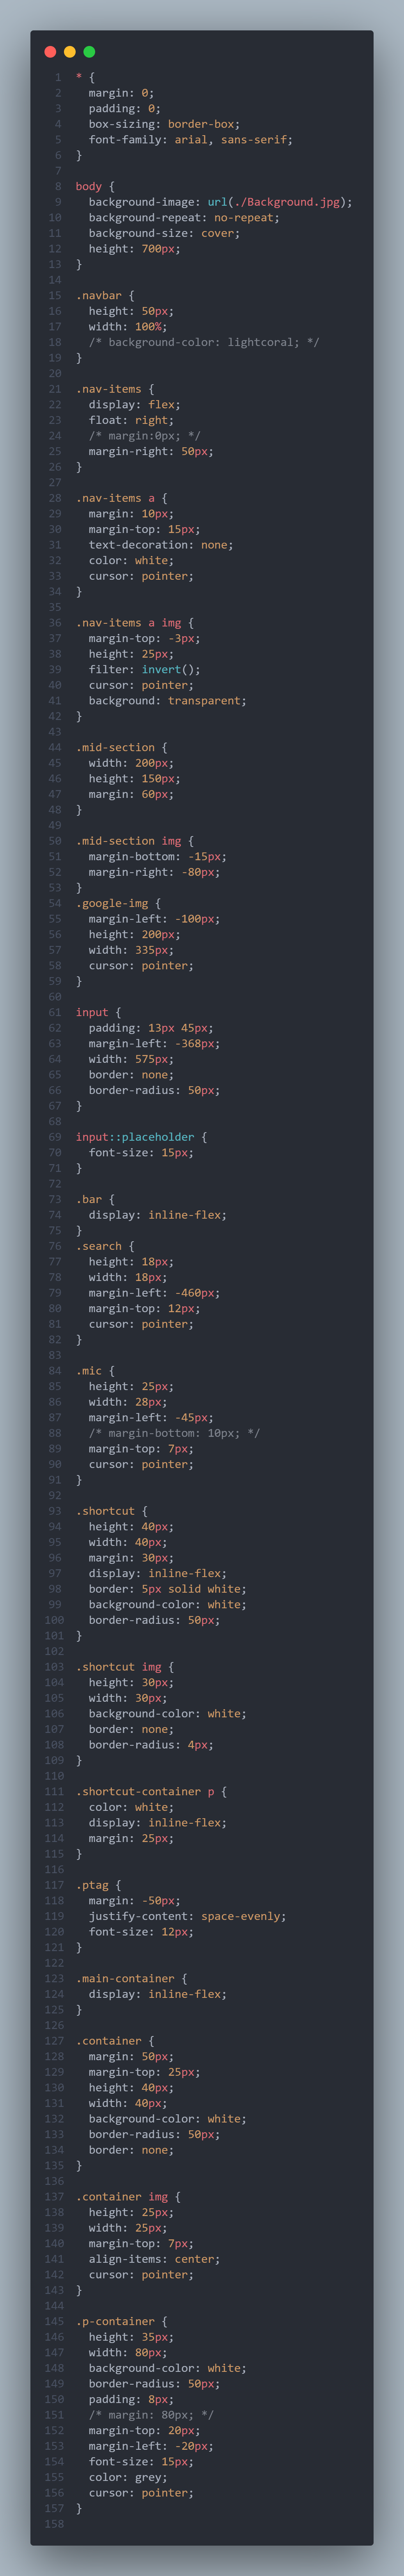 1 * {
2   margin: 0;
3   padding: 0;
4   box-sizing: border-box;
5   font-family: arial, sans-serif;
6 }
7
8 body {
9   background-image: url(./Background.jpg);
10   background-repeat: no-repeat;
11   background-size: cover;
12   height: 700px;
13 }
14
15 .navbar {
16   height: 50px;
17   width: 100%;
18   /* background-color: lightcoral; */
19 }
20
21 .nav-items {
22   display: flex;
23   float: right;
24   /* margin:0px; */
25   margin-right: 50px;
26 }
27
28 .nav-items a {
29   margin: 10px;
30   margin-top: 15px;
31   text-decoration: none;
32   color: white;
33   cursor: pointer;
34 }
35
36 .nav-items a img {
37   margin-top: -3px;
38   height: 25px;
39   filter: invert();
40   cursor: pointer;
41   background: transparent;
42 }
43
44 .mid-section {
45   width: 200px;
46   height: 150px;
47   margin: 60px;
48 }
49
50 .mid-section img {
51   margin-bottom: -15px;
52   margin-right: -80px;
53 }
54 .google-img {
55   margin-left: -100px;
56   height: 200px;
57   width: 335px;
58   cursor: pointer;
59 }
60
61 input {
62   padding: 13px 45px;
63   margin-left: -368px;
64   width: 575px;
65   border: none;
66   border-radius: 50px;
67 }
68
69 input::placeholder {
70   font-size: 15px;
71 }
72
73 .bar {
74   display: inline-flex;
75 }
76 .search {
77   height: 18px;
78   width: 18px;
79   margin-left: -460px;
80   margin-top: 12px;
81   cursor: pointer;
82 }
83
84 .mic {
85   height: 25px;
86   width: 28px;
87   margin-left: -45px;
88   /* margin-bottom: 10px; */
89   margin-top: 7px;
90   cursor: pointer;
91 }
92
93 .shortcut {
94   height: 40px;
95   width: 40px;
96   margin: 30px;
97   display: inline-flex;
98   border: 5px solid white;
99   background-color: white;
100   border-radius: 50px;
101 }
102
103 .shortcut img {
104   height: 30px;
105   width: 30px;
106   background-color: white;
107   border: none;
108   border-radius: 4px;
109 }
110
111 .shortcut-container p {
112   color: white;
113   display: inline-flex;
114   margin: 25px;
115 }
116
117 .ptag {
118   margin: -50px;
119   justify-content: space-evenly;
120   font-size: 12px;
121 }
122
123 .main-container {
124   display: inline-flex;
125 }
126
127 .container {
128   margin: 50px;
129   margin-top: 25px;
130   height: 40px;
131   width: 40px;
132   background-color: white;
133   border-radius: 50px;
134   border: none;
135 }
136
137 .container img {
138   height: 25px;
139   width: 25px;
140   margin-top: 7px;
141   align-items: center;
142   cursor: pointer;
143 }
144
145 .p-container {
146   height: 35px;
147   width: 80px;
148   background-color: white;
149   border-radius: 50px;
150   padding: 8px;
151   /* margin: 80px; */
152   margin-top: 20px;
153   margin-left: -20px;
154   font-size: 15px;
155   color: grey;
156   cursor: pointer;
157 }
158